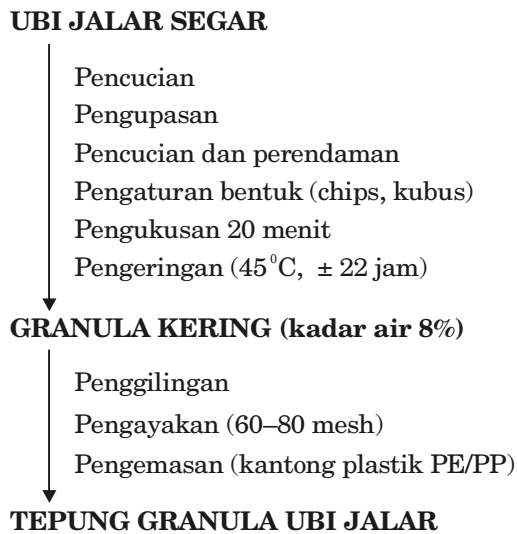 UBI JALAR SEGAR
Pencucian
Pengupasan
Pencucian dan perendaman
Pengaturan bentuk (chips, kubus)
Pengukusan 20 menit
Pengeringan (45⁰C, ± 22 jam)
GRANULA KERING (kadar air 8%)
Penggilingan
Pengayakan (60–80 mesh)
Pengemasan (kantong plastik PE/PP)
TEPUNG GRANULA UBI JALAR